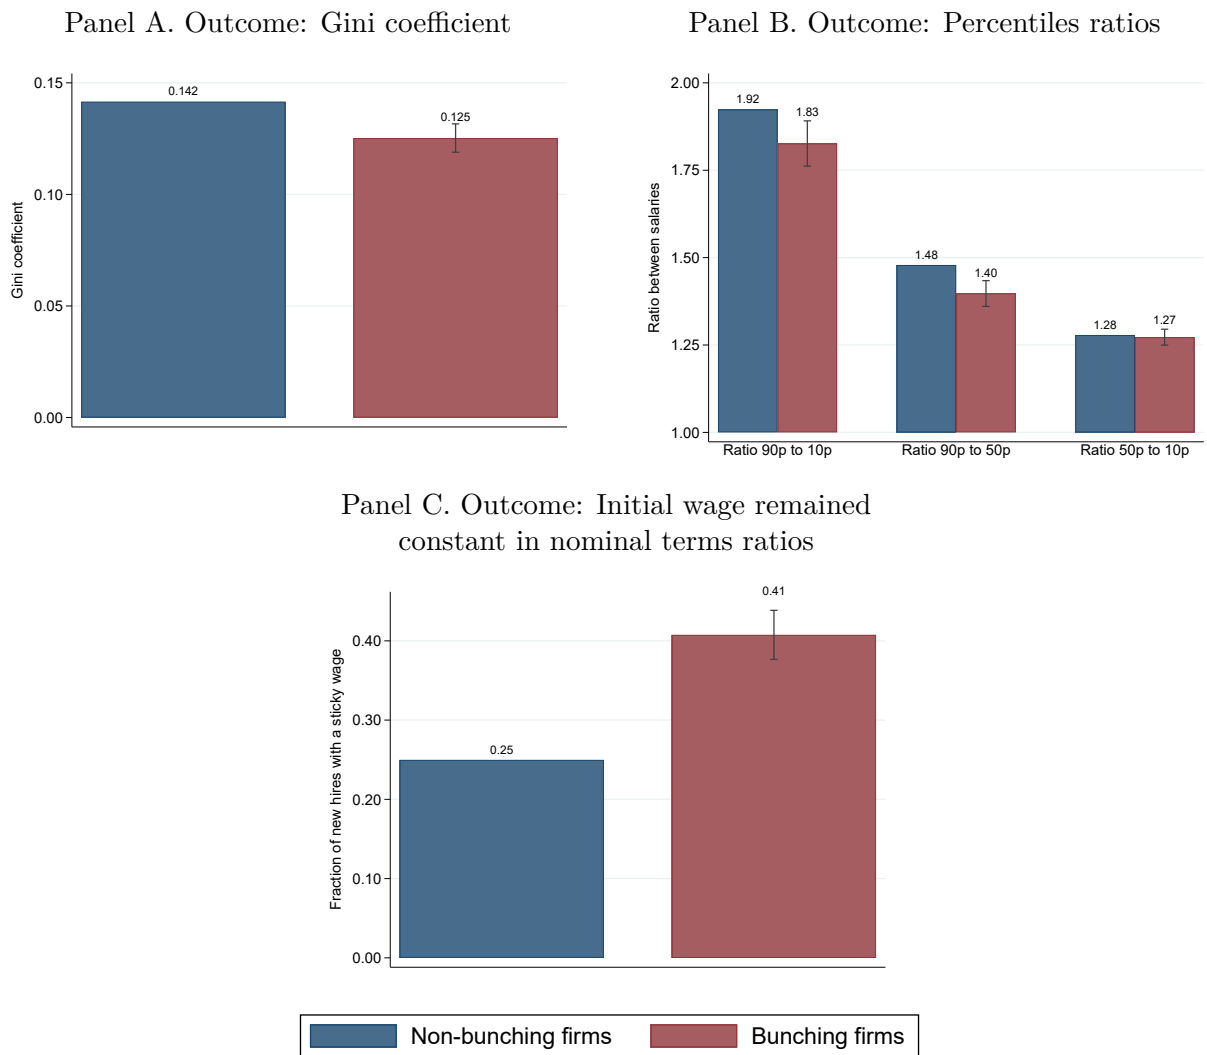 Panel A. Outcome: Gini coefficient
0.15
0.10
0.05
0.00
Gini coefficient
0.142
0.125
Panel B. Outcome: Percentiles ratios
2.00
1.75
1.50
1.25
1.00
Ratio between salaries
1.92
1.83
1.48
1.40
1.28
1.27
Ratio 90p to 10p
Ratio 90p to 50p
Ratio 50p to 10p
Panel C. Outcome: Initial wage remained
constant in nominal terms ratios
0.40
0.30
0.20
0.10
0.00
Fraction of new hires with a sticky wage
0.25
0.41
Non-bunching firms
Bunching firms